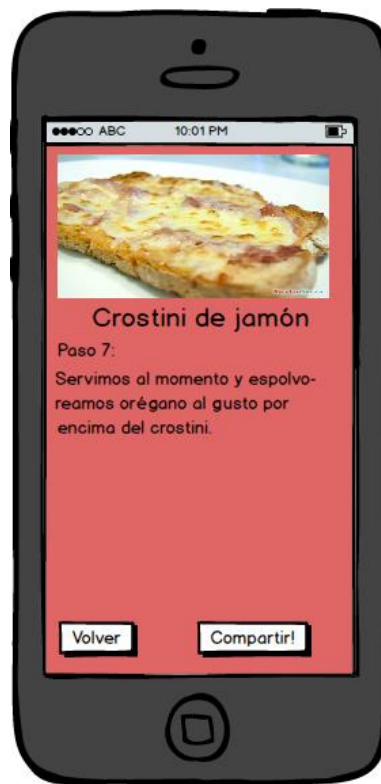 ABC 10:01 PM
Crostini de jamón
Paso 7:
Servimos al momento y espolvo-
reamos orégano al gusto por
encima del crostini.
Volver Compartir!